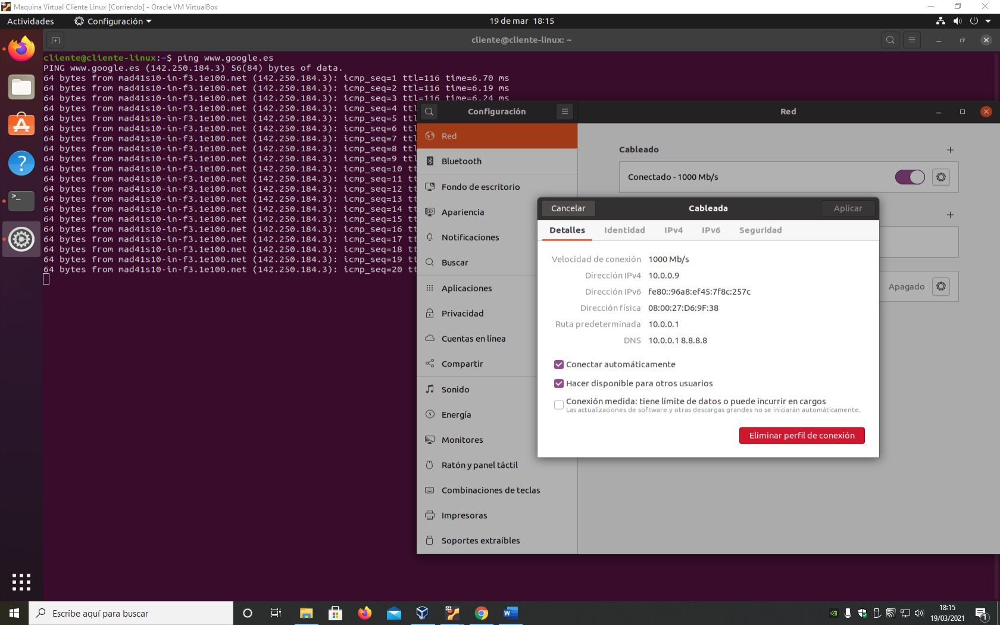 Maquina Virtual Cliente Linux [Corriendo] - Oracle VM VirtualBox
Actividades
Configuración
19 de mar 18:15
cliente@cliente-linux: ~
cliente@cliente-linux:~$ ping www.google.es
PING www.google.es (142.250.184.3) 56(84) bytes of data.
64 bytes from mad41s10-in-f3.1e100.net (142.250.184.3): icmp_seq=1 ttl=116 time=6.70 ms
64 bytes from mad41s10-in-f3.1e100.net (142.250.184.3): icmp_seq=2 ttl=116 time=6.19 ms
64 bytes from mad41s10-in-f3.1e100.net (142.250.184.3): icmp_seq=3 ttl=116 time=6.24 ms
64 bytes from mad41s10-in-f3.1e100.net (142.250.184.3): icmp_seq=4 ttl
64 bytes from mad41s10-in-f3.1e100.net (142.250.184.3): icmp_seq=5 ttl
64 bytes from mad41s10-in-f3.1e100.net (142.250.184.3): icmp_seq=6 ttl
64 bytes from mad41s10-in-f3.1e100.net (142.250.184.3): icmp_seq=7 ttl
64 bytes from mad41s10-in-f3.1e100.net (142.250.184.3): icmp_seq=8 ttl
64 bytes from mad41s10-in-f3.1e100.net (142.250.184.3): icmp_seq=9 ttl
64 bytes from mad41s10-in-f3.1e100.net (142.250.184.3): icmp_seq=10 tt
64 bytes from mad41s10-in-f3.1e100.net (142.250.184.3): icmp_seq=11 tt
64 bytes from mad41s10-in-f3.1e100.net (142.250.184.3): icmp_seq=12 tt
64 bytes from mad41s10-in-f3.1e100.net (142.250.184.3): icmp_seq=13 tt
64 bytes from mad41s10-in-f3.1e100.net (142.250.184.3): icmp_seq=14 tt
64 bytes from mad41s10-in-f3.1e100.net (142.250.184.3): icmp_seq=15 tt
64 bytes from mad41s10-in-f3.1e100.net (142.250.184.3): icmp_seq=16 tt
64 bytes from mad41s10-in-f3.1e100.net (142.250.184.3): icmp_seq=17 tt
64 bytes from mad41s10-in-f3.1e100.net (142.250.184.3): icmp_seq=18 tt
64 bytes from mad41s10-in-f3.1e100.net (142.250.184.3): icmp_seq=19 tt
64 bytes from mad41s10-in-f3.1e100.net (142.250.184.3): icmp_seq=20 tt
Configuración
Red
Red
Bluetooth
Fondo de escritorio
Apariencia
Notificaciones
Buscar
Aplicaciones
Privacidad
Cuentas en línea
Compartir
Sonido
Energía
Monitores
Ratón y panel táctil
Combinaciones de teclas
Impresoras
Soportes extraíbles
Cableado
Conectado - 1000 Mb/s
Apagado
Cancelar
Cableada
Aplicar
Detalles Identidad IPv4 IPv6 Seguridad
Velocidad de conexión 1000 Mb/s
Dirección IPv4 10.0.0.9
Dirección IPv6 fe80::96a8:ef45:7f8c:257c
Dirección física 08:00:27:D6:9F:38
Ruta predeterminada 10.0.0.1
DNS 10.0.0.1 8.8.8.8
Conectar automáticamente
Hacer disponible para otros usuarios
Conexión medida: tiene límite de datos o puede incurrir en cargos
Las actualizaciones de software y otras descargas grandes no se iniciarán automáticamente.
Eliminar perfil de conexión
Escribe aquí para buscar
18:15
19/03/2021
1